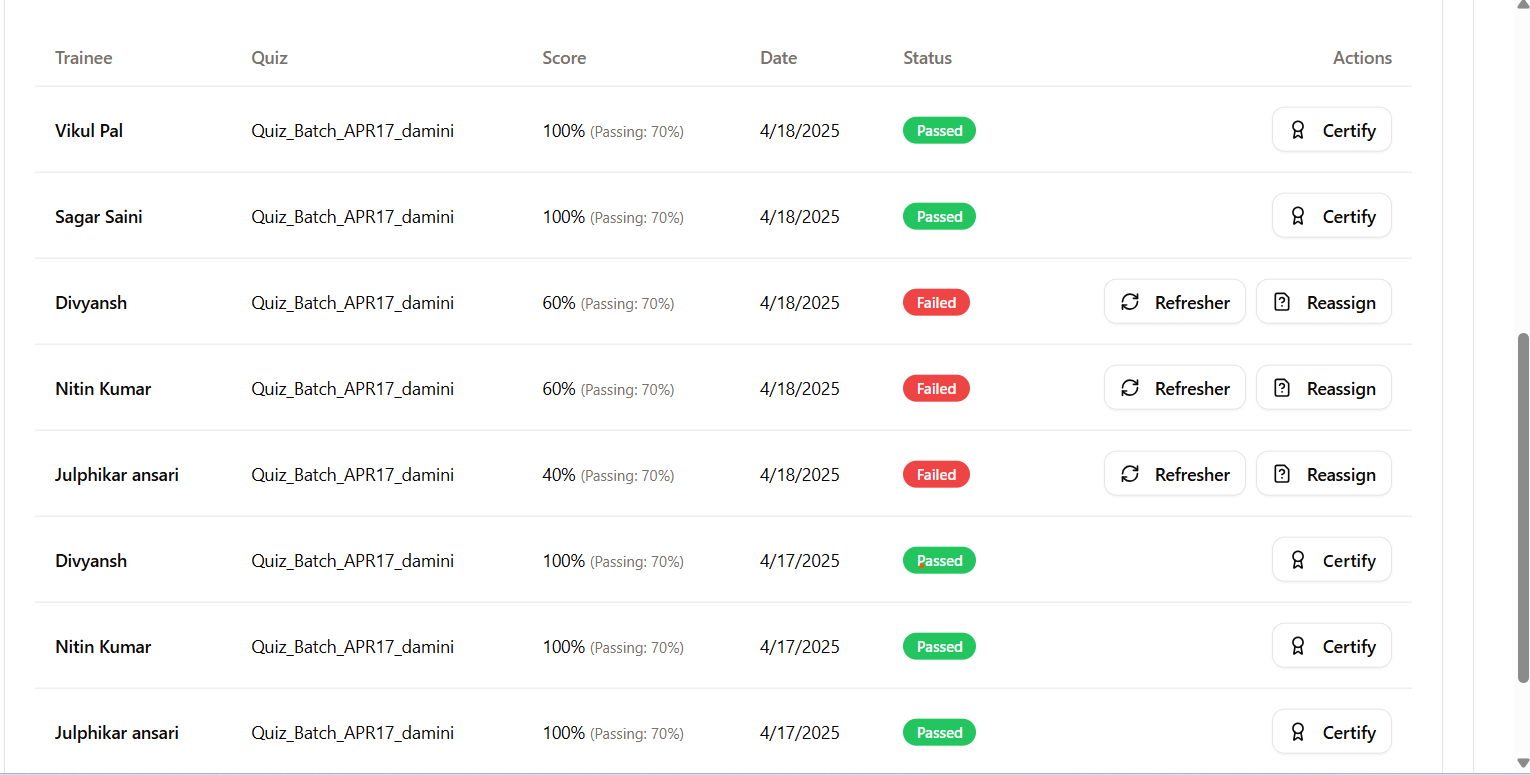 Trainee Quiz Score Date Status Actions
Vikul Pal Quiz_Batch_APR17_damini 100% (Passing: 70%) 4/18/2025 Passed Certify
Sagar Saini Quiz_Batch_APR17_damini 100% (Passing: 70%) 4/18/2025 Passed Certify
Divyansh Quiz_Batch_APR17_damini 60% (Passing: 70%) 4/18/2025 Failed Refresher Reassign
Nitin Kumar Quiz_Batch_APR17_damini 60% (Passing: 70%) 4/18/2025 Failed Refresher Reassign
Julphikar ansari Quiz_Batch_APR17_damini 40% (Passing: 70%) 4/18/2025 Failed Refresher Reassign
Divyansh Quiz_Batch_APR17_damini 100% (Passing: 70%) 4/17/2025 Passed Certify
Nitin Kumar Quiz_Batch_APR17_damini 100% (Passing: 70%) 4/17/2025 Passed Certify
Julphikar ansari Quiz_Batch_APR17_damini 100% (Passing: 70%) 4/17/2025 Passed Certify